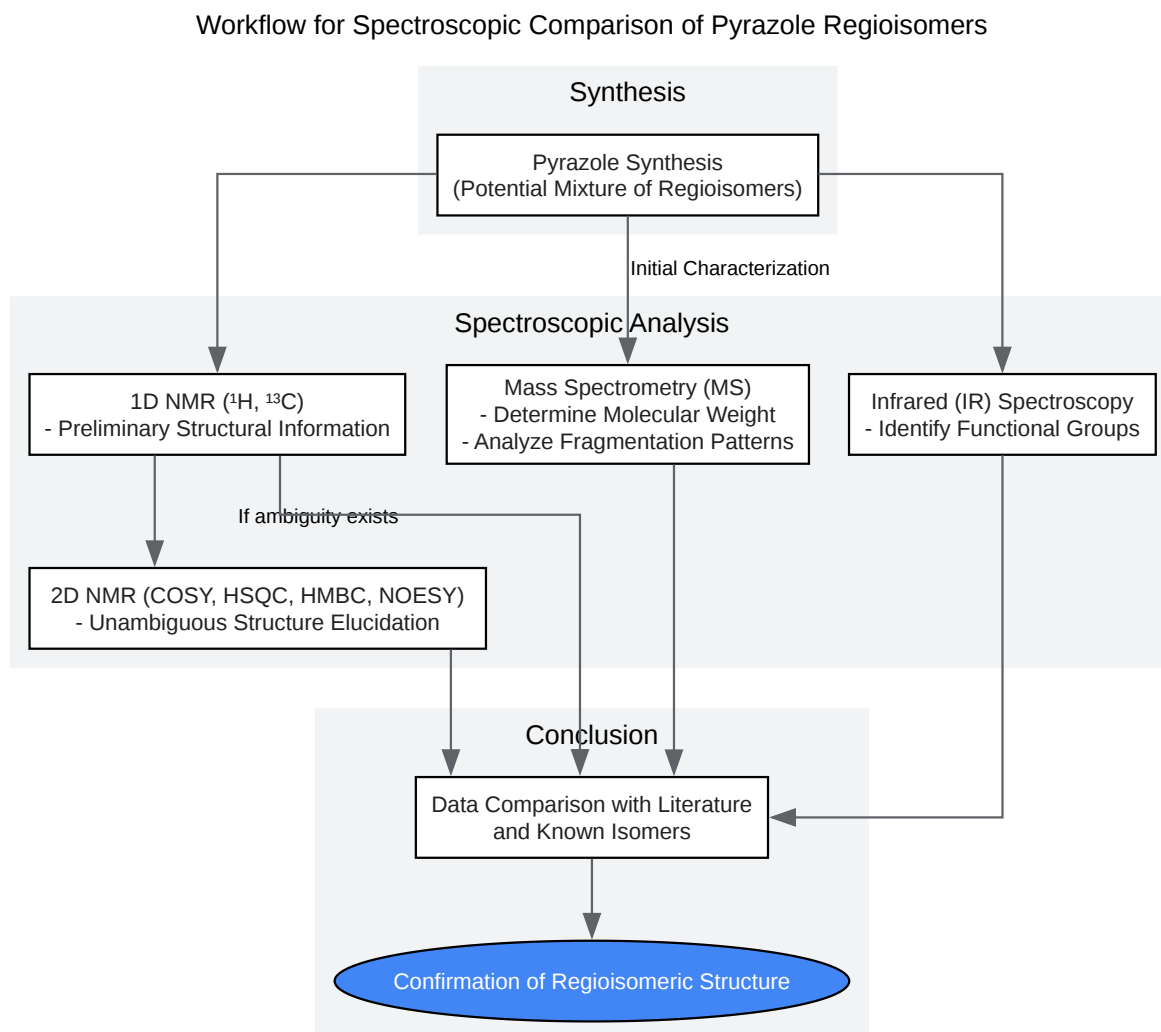 Workflow for Spectroscopic Comparison of Pyrazole Regioisomers
Synthesis
Pyrazole Synthesis
(Potential Mixture of Regioisomers)
Initial Characterization
Spectroscopic Analysis
1D NMR (¹H, ¹³C)
- Preliminary Structural Information
Mass Spectrometry (MS)
- Determine Molecular Weight
- Analyze Fragmentation Patterns
Infrared (IR) Spectroscopy
- Identify Functional Groups
If ambiguity exists
2D NMR (COSY, HSQC, HMBC, NOESY)
- Unambiguous Structure Elucidation
Conclusion
Data Comparison with Literature
and Known Isomers
Confirmation of Regioisomeric Structure